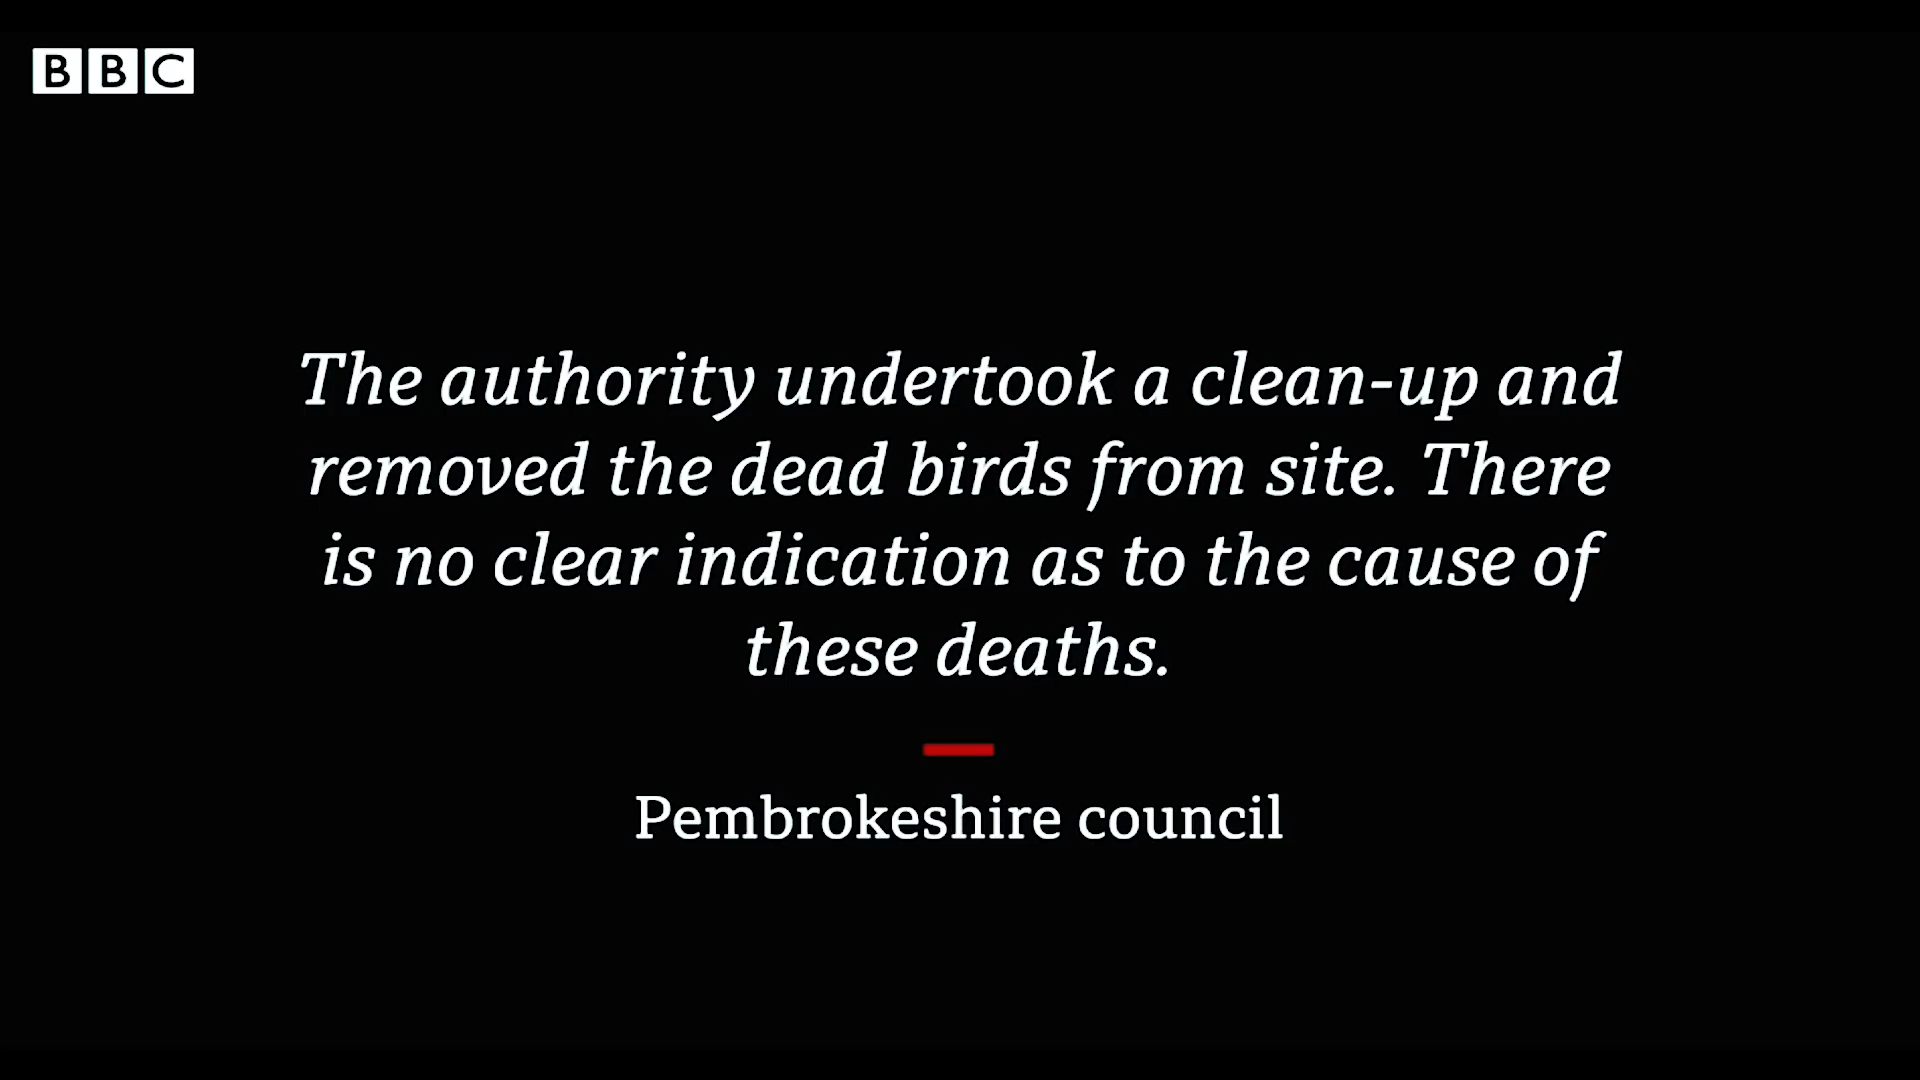 BBC
The authority undertook a clean-up and
removed the dead birds from site. There
is no clear indication as to the cause of
these deaths.
Pembrokeshire council